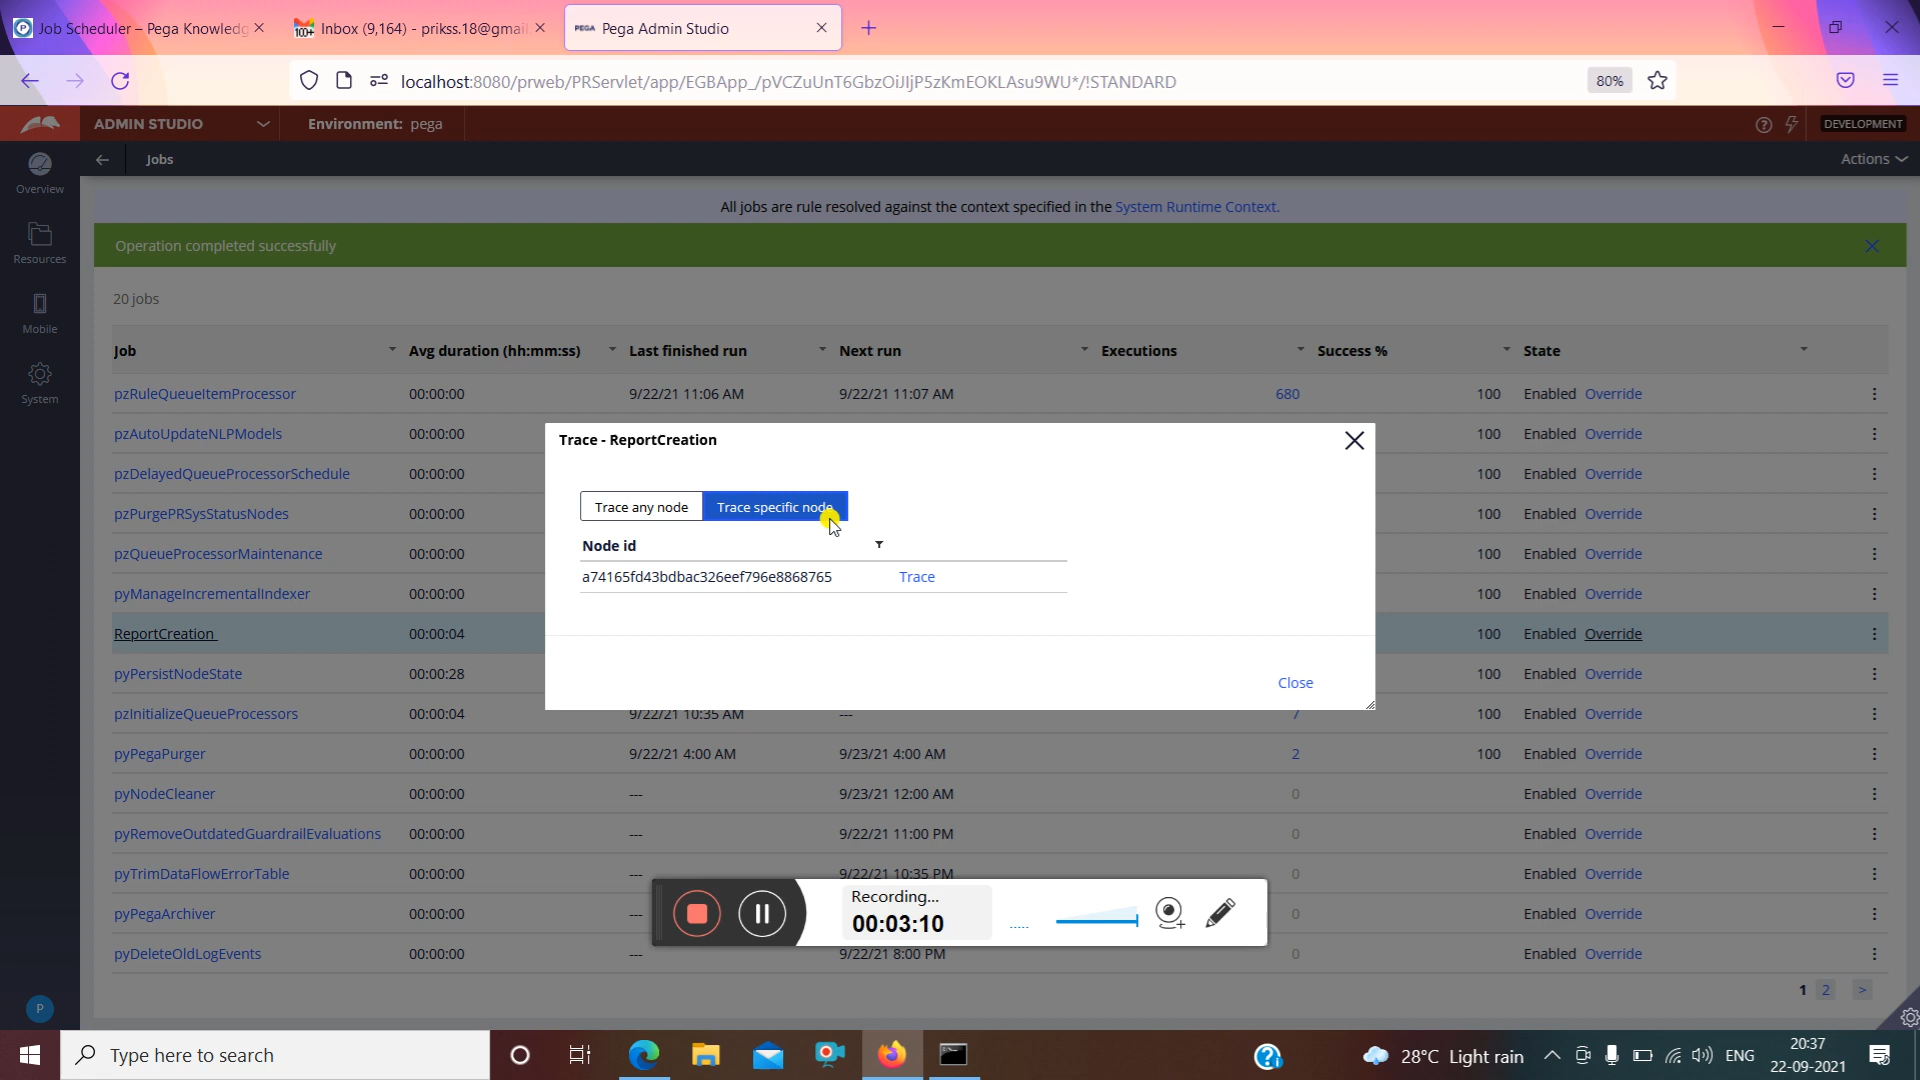 Job Scheduler – Pega Knowledg
Inbox (9,164) - prikss.18@gmail
PEGA Pega Admin Studio
localhost:8080/prweb/PRServlet/app/EGBApp_/pVCZuUnT6GbzOiJIjP5zKmEOKLAsu9WU*/!STANDARD
80%
ADMIN STUDIO
Environment: pega
DEVELOPMENT
Overview
Resources
Mobile
System
Jobs
Actions
All jobs are rule resolved against the context specified in the System Runtime Context.
Operation completed successfully
20 jobs
Job Avg duration (hh:mm:ss) Last finished run Next run Executions Success % State
pzRuleQueueItemProcessor 00:00:00 9/22/21 11:06 AM 9/22/21 11:07 AM 680 100 Enabled Override
pzAutoUpdateNLPModels 00:00:00 100 Enabled Override
pzDelayedQueueProcessorSchedule 00:00:00 100 Enabled Override
pzPurgePRSysStatusNodes 00:00:00 100 Enabled Override
pzQueueProcessorMaintenance 00:00:00 100 Enabled Override
pyManageIncrementalIndexer 00:00:00 100 Enabled Override
ReportCreation 00:00:04 100 Enabled Override
pyPersistNodeState 00:00:28 100 Enabled Override
pzInitializeQueueProcessors 00:00:04 9/22/21 10:35 AM --- 7 100 Enabled Override
pyPegaPurger 00:00:00 9/22/21 4:00 AM 9/23/21 4:00 AM 2 100 Enabled Override
pyNodeCleaner 00:00:00 --- 9/23/21 12:00 AM 0 Enabled Override
pyRemoveOutdatedGuardrailEvaluations 00:00:00 --- 9/22/21 11:00 PM 0 Enabled Override
pyTrimDataFlowErrorTable 00:00:00 --- 9/22/21 10:35 PM 0 Enabled Override
pyPegaArchiver 00:00:00 --- 0 Enabled Override
pyDeleteOldLogEvents 00:00:00 --- 9/22/21 8:00 PM 0 Enabled Override
1 2 >
Trace - ReportCreation
Trace any node
Trace specific node
Node id
a74165fd43bdbac326eef796e8868765 Trace
Close
Recording...
00:03:10
P
Type here to search
28°C Light rain
ENG
20:37
22-09-2021